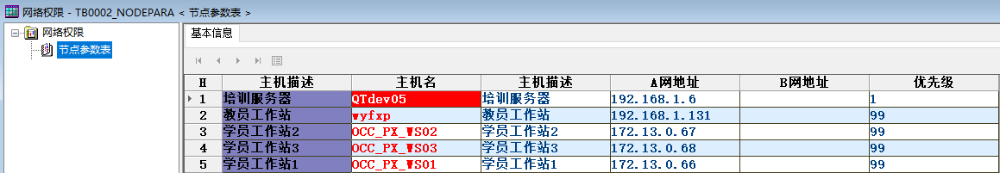 网络权限 - TB0002_NODEPARA < 节点参数表 >
网络权限
节点参数表
基本信息
H 主机描述 主机名 主机描述 A网地址 B网地址 优先级
1 培训服务器 QTdev05 培训服务器 192.168.1.6 1
2 教员工作站 wyfxp 教员工作站 192.168.1.131 99
3 学员工作站2 OCC_PX_WS02 学员工作站2 172.13.0.67 99
4 学员工作站3 OCC_PX_WS03 学员工作站3 172.13.0.68 99
5 学员工作站1 OCC_PX_WS01 学员工作站1 172.13.0.66 99